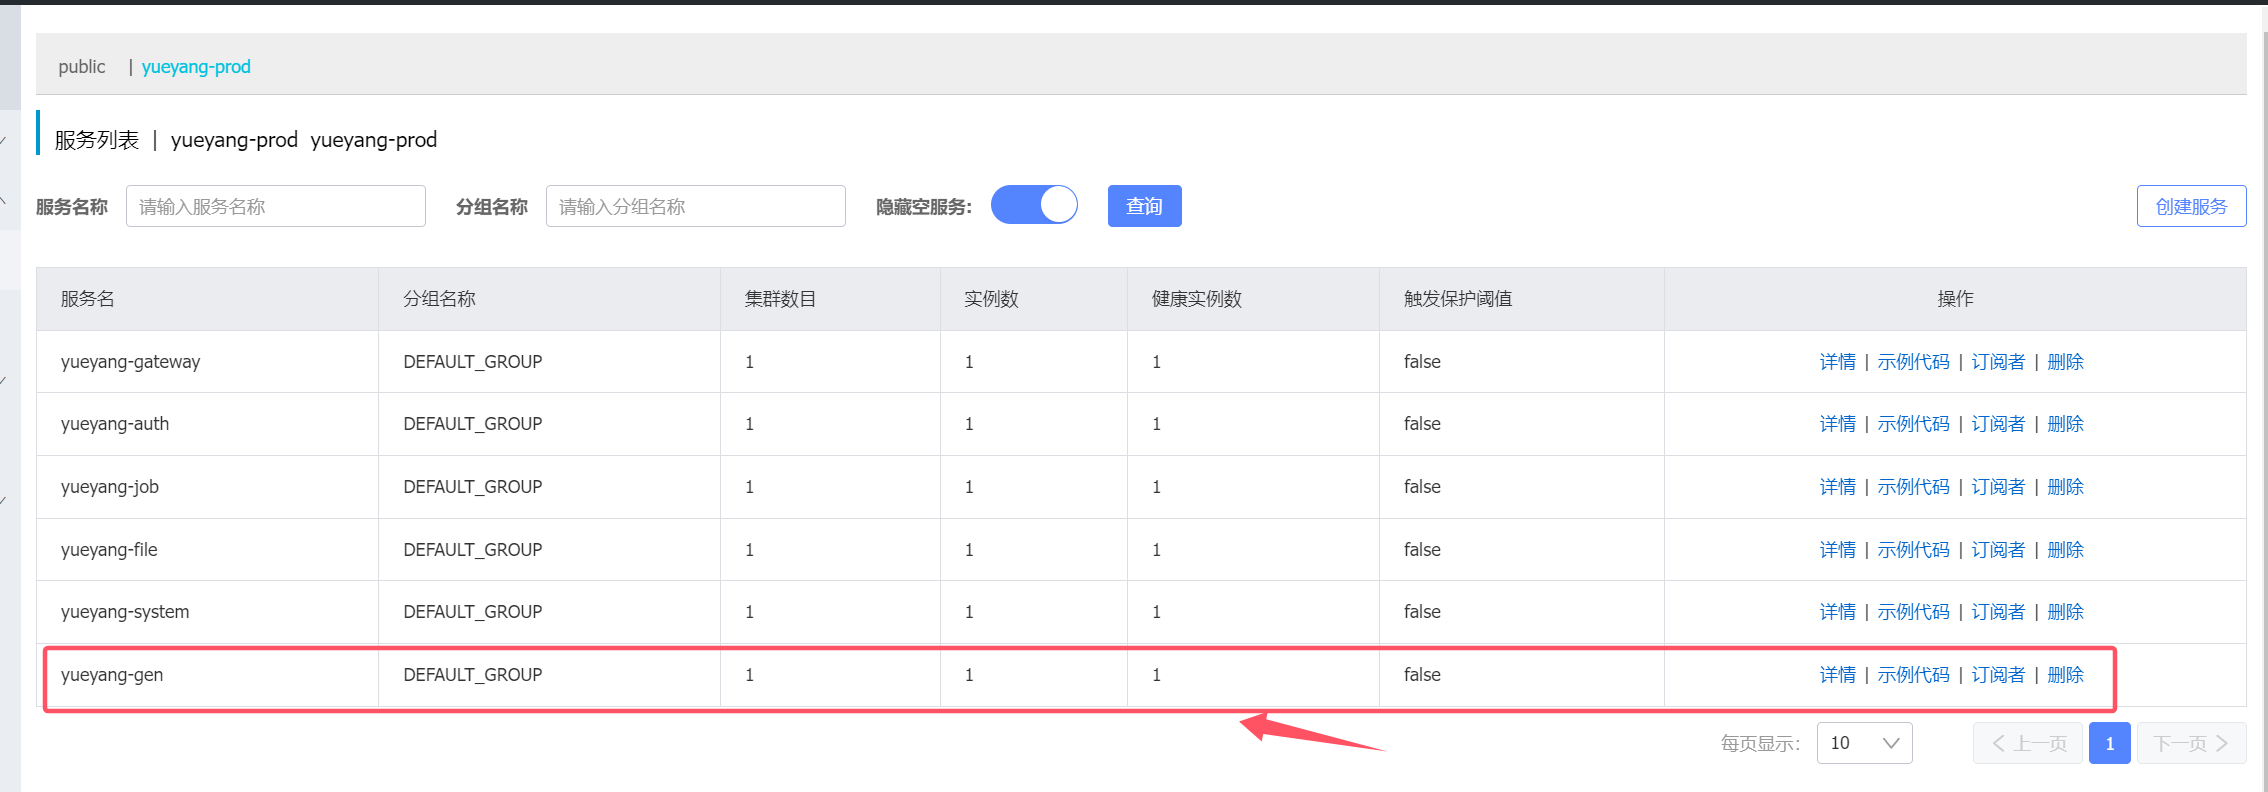 public | yueyang-prod
服务列表 | yueyang-prod yueyang-prod
服务名称 请输入服务名称 分组名称 请输入分组名称 隐藏空服务: 查询 创建服务
服务名 分组名称 集群数目 实例数 健康实例数 触发保护阈值 操作
yueyang-gateway DEFAULT_GROUP 1 1 1 false 详情 | 示例代码 | 订阅者 | 删除
yueyang-auth DEFAULT_GROUP 1 1 1 false 详情 | 示例代码 | 订阅者 | 删除
yueyang-job DEFAULT_GROUP 1 1 1 false 详情 | 示例代码 | 订阅者 | 删除
yueyang-file DEFAULT_GROUP 1 1 1 false 详情 | 示例代码 | 订阅者 | 删除
yueyang-system DEFAULT_GROUP 1 1 1 false 详情 | 示例代码 | 订阅者 | 删除
yueyang-gen DEFAULT_GROUP 1 1 1 false 详情 | 示例代码 | 订阅者 | 删除
每页显示: 10 上一页 1 下一页